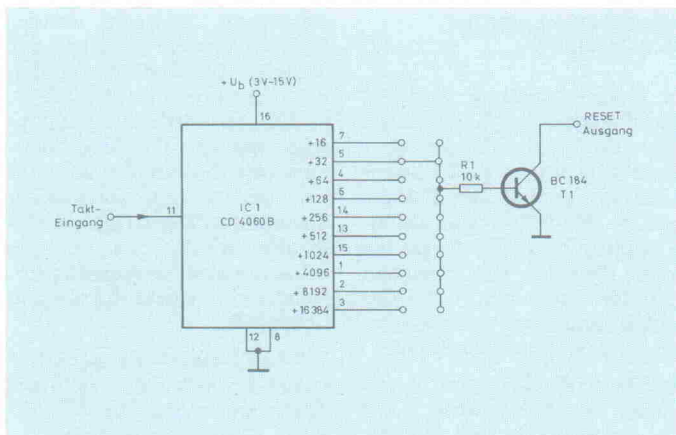 + Ub (3V–15V)
16
RESET
Ausgang
Takt-
Eingang
11
IC 1
CD 4060B
÷16 7
÷32 5
÷64 4
÷128 6
÷256 14
÷512 13
÷1024 15
÷4096 1
÷8192 2
÷16384 3
R1
10k
BC 184
T1
12 8